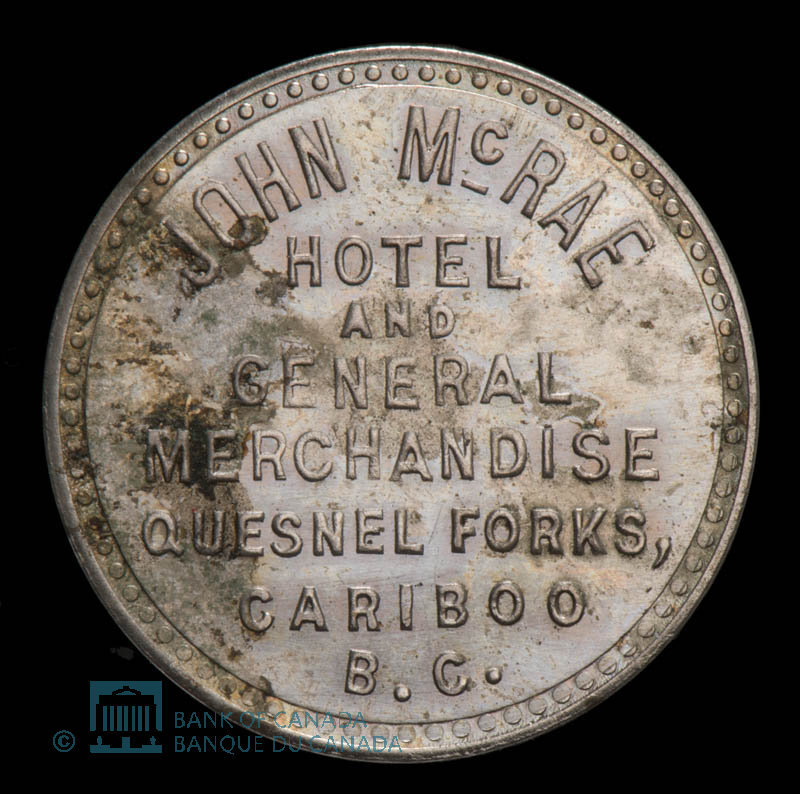 JOHN McRAE
HOTEL
AND
GENERAL
MERCHANDISE
QUESNEL FORKS,
CARIBOO
B.C.
© BANK OF CANADA
BANQUE DU CANADA